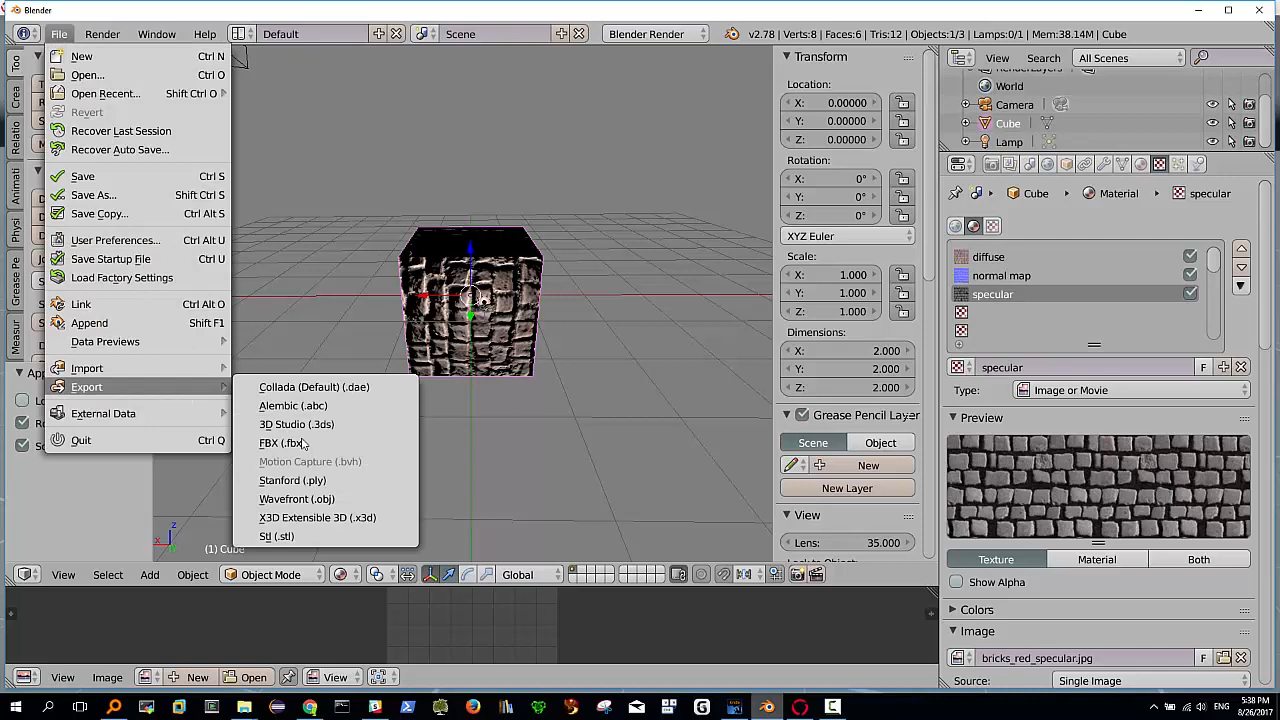 Blender
File Render Window Help Default Scene Blender Render v2.78 | Verts:8 | Faces:6 | Tris:12 | Objects:1/3 | Lamps:0/1 | Mem:38.14M | Cube
New Ctrl N
Open... Ctrl O
Open Recent... Shift Ctrl O
Revert
Recover Last Session
Recover Auto Save...
Save Ctrl S
Save As... Shift Ctrl S
Save Copy... Ctrl Alt S
User Preferences... Ctrl Alt U
Save Startup File Ctrl U
Load Factory Settings
Link Ctrl Alt O
Append Shift F1
Data Previews
Import
Export
External Data
Quit Ctrl Q
Collada (Default) (.dae)
Alembic (.abc)
3D Studio (.3ds)
FBX (.fbx)
Motion Capture (.bvh)
Stanford (.ply)
Wavefront (.obj)
X3D Extensible 3D (.x3d)
Stl (.stl)
Too
Crea
Relatio
Animati
Physi
Grease Pe
Measur
(1) Cube
Transform
Location:
X: 0.00000
Y: 0.00000
Z: 0.00000
Rotation:
X: 0°
Y: 0°
Z: 0°
XYZ Euler
Scale:
X: 1.000
Y: 1.000
Z: 1.000
Dimensions:
X: 2.000
Y: 2.000
Z: 2.000
Grease Pencil Layer
Scene Object
New
New Layer
View
Lens: 35.000
View Search All Scenes
World
Camera
Cube
Lamp
Cube Material specular
diffuse
normal map
specular
specular F
Type: Image or Movie
Preview
Texture Material Both
Show Alpha
Colors
Image
bricks_red_specular.jpg F
Source: Single Image
View Select Add Object Object Mode Global
View Image New Open View
ENG
5:38 PM
8/26/2017